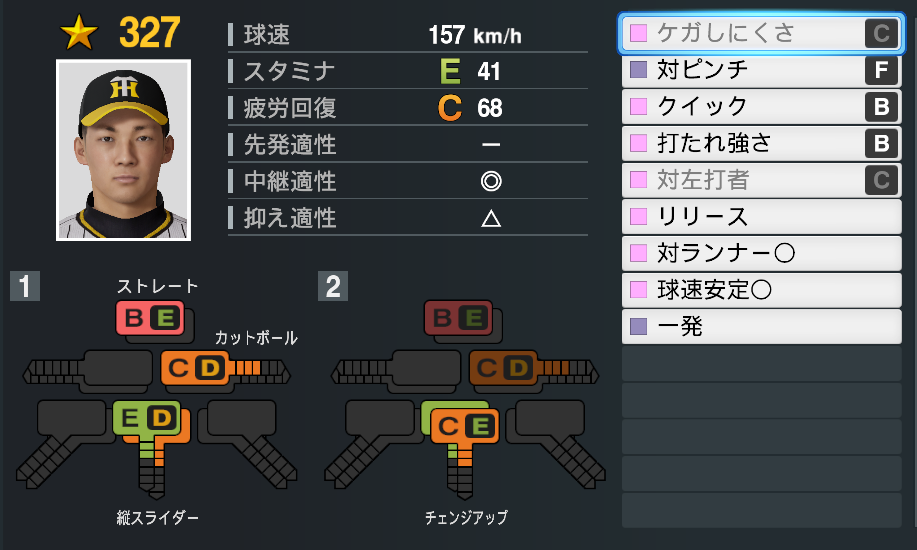 ★ 327
球速 157 km/h
スタミナ E 41
疲労回復 C 68
先発適性 ー
中継適性 ◎
抑え適性 △
ケガしにくさ C
対ピンチ F
クイック B
打たれ強さ B
対左打者 C
リリース
対ランナー〇
球速安定〇
一発
1
ストレート
B E
カットボール
C D
E D
縦スライダー
2
B E
C D
C E
チェンジアップ